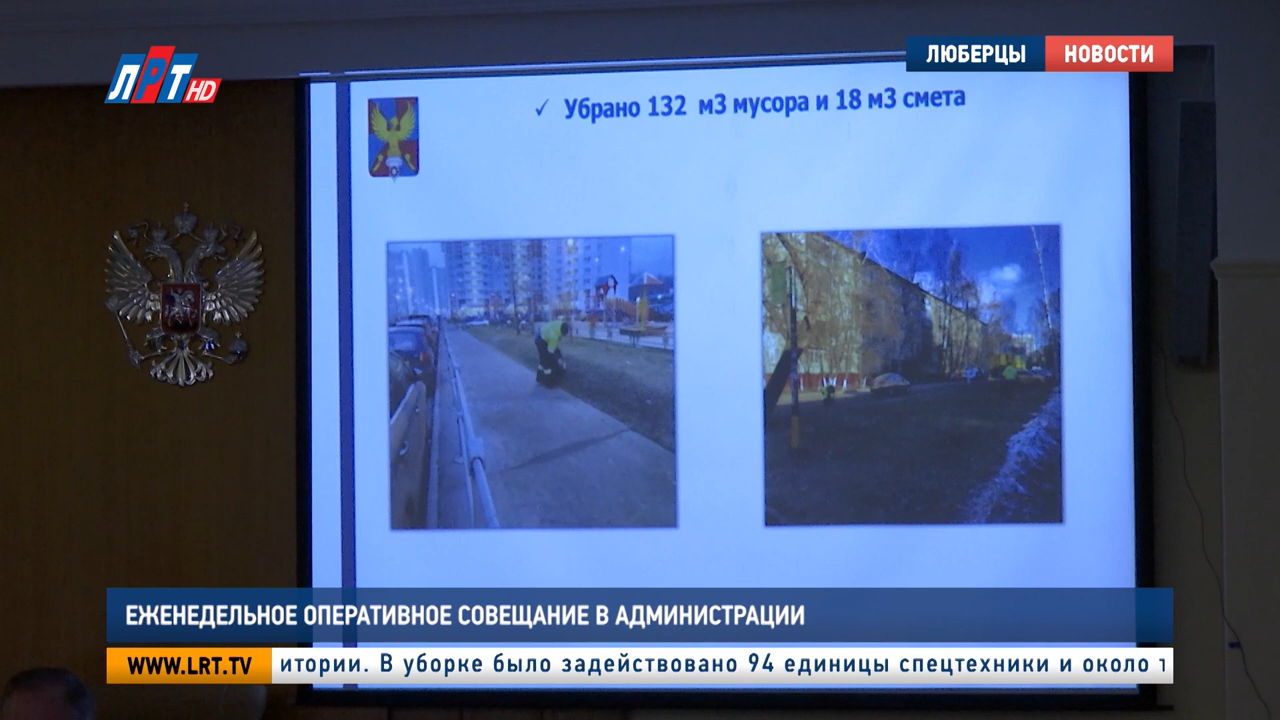 ЛРТ HD
ЛЮБЕРЦЫ НОВОСТИ
✓ Убрано 132 м3 мусора и 18 м3 смета
ЕЖЕНЕДЕЛЬНОЕ ОПЕРАТИВНОЕ СОВЕЩАНИЕ В АДМИНИСТРАЦИИ
WWW.LRT.TV итории. В уборке было задействовано 94 единицы спецтехники и около